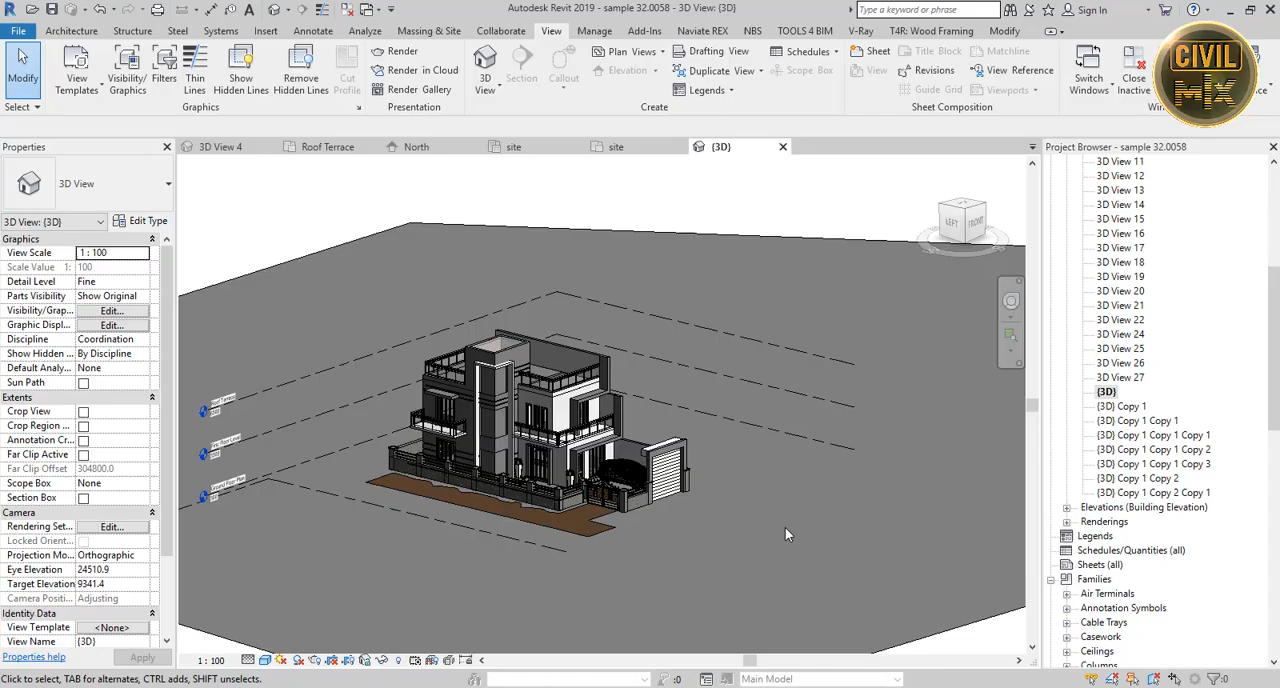 Autodesk Revit 2019 - sample 32.0058 - 3D View: {3D}
Type a keyword or phrase
Sign In
File
Architecture
Structure
Steel
Systems
Insert
Annotate
Analyze
Massing & Site
Collaborate
View
Manage
Add-Ins
Naviate REX
NBS
TOOLS 4 BIM
V-Ray
T4R: Wood Framing
Modify
Modify
View Templates
Visibility/ Graphics
Filters
Thin Lines
Show Hidden Lines
Remove Hidden Lines
Cut Profile
Render
Render in Cloud
Render Gallery
3D View
Section
Callout
Plan Views
Elevation
Drafting View
Duplicate View
Legends
Schedules
Scope Box
Sheet
View
Title Block
Revisions
Guide Grid
Matchline
View Reference
Viewports
Switch Windows
Close Inactive
CIVIL
MIX
Select
Graphics
Presentation
Create
Sheet Composition
Properties
3D View 4
Roof Terrace
North
site
site
{3D}
Project Browser - sample 32.0058
3D View
3D View: {3D}
Edit Type
Graphics
View Scale 1 : 100
Scale Value 1: 100
Detail Level Fine
Parts Visibility Show Original
Visibility/Grap... Edit...
Graphic Displ... Edit...
Discipline Coordination
Show Hidden ... By Discipline
Default Analy... None
Sun Path
Extents
Crop View
Crop Region ...
Annotation Cr...
Far Clip Active
Far Clip Offset 304800.0
Scope Box None
Section Box
Camera
Rendering Set... Edit...
Locked Orient...
Projection Mo... Orthographic
Eye Elevation 24510.9
Target Elevation 9341.4
Camera Positi... Adjusting
Identity Data
View Template <None>
View Name {3D}
Properties help
Apply
LEFT
FRONT
3D View 11
3D View 12
3D View 13
3D View 14
3D View 15
3D View 16
3D View 17
3D View 18
3D View 19
3D View 20
3D View 21
3D View 22
3D View 24
3D View 25
3D View 26
3D View 27
{3D}
{3D} Copy 1
{3D} Copy 1 Copy 1
{3D} Copy 1 Copy 1 Copy 1
{3D} Copy 1 Copy 1 Copy 2
{3D} Copy 1 Copy 1 Copy 3
{3D} Copy 1 Copy 2
{3D} Copy 1 Copy 2 Copy 1
Elevations (Building Elevation)
Renderings
Legends
Schedules/Quantities (all)
Sheets (all)
Families
Air Terminals
Annotation Symbols
Cable Trays
Casework
Ceilings
Columns
1 : 100
Click to select, TAB for alternates, CTRL adds, SHIFT unselects.
:0
Main Model
:0